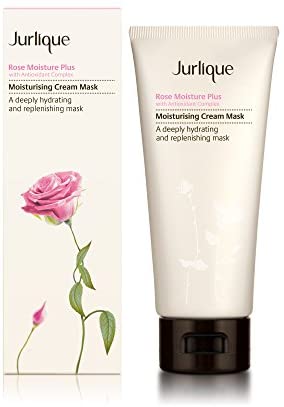 Jurlique
Rose Moisture Plus
with Antioxidant Complex
Moisturising Cream Mask
A deeply hydrating
and replenishing mask
Jurlique
Rose Moisture Plus
with Antioxidant Complex
Moisturising Cream Mask
A deeply hydrating
and replenishing mask